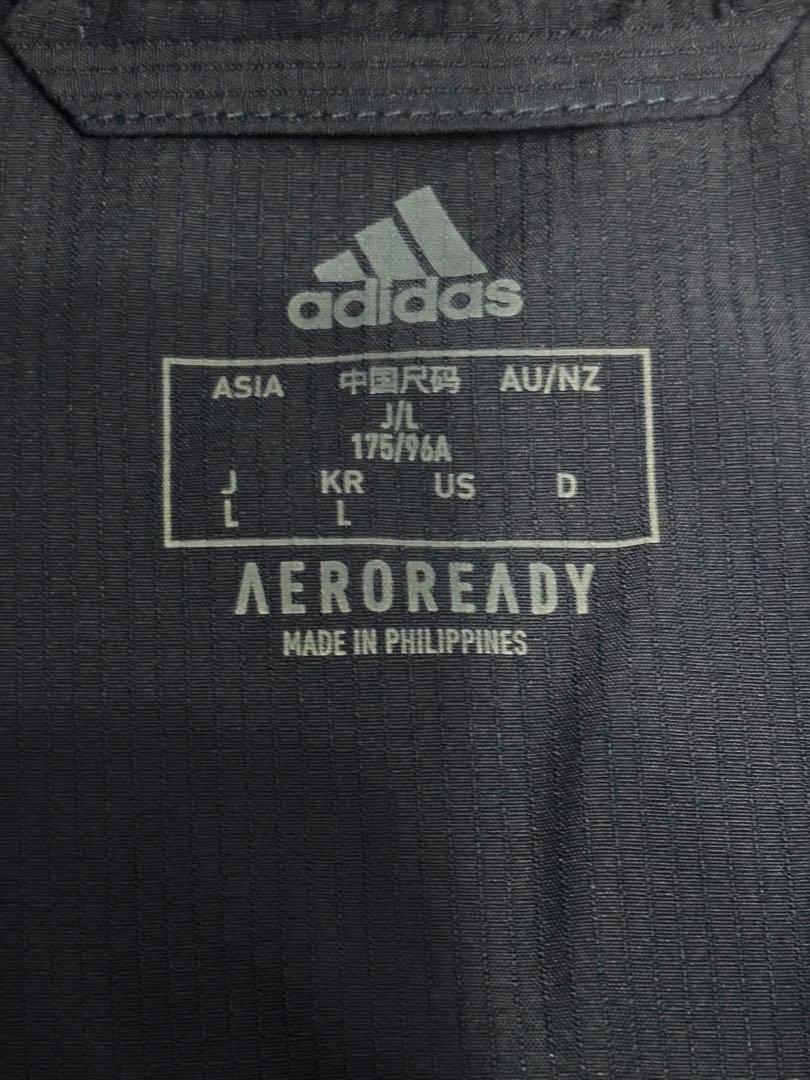 adidas
ASIA 中国尺码 AU/NZ
J/L
175/96A
J KR US D
L L
AEROREADY
MADE IN PHILIPPINES